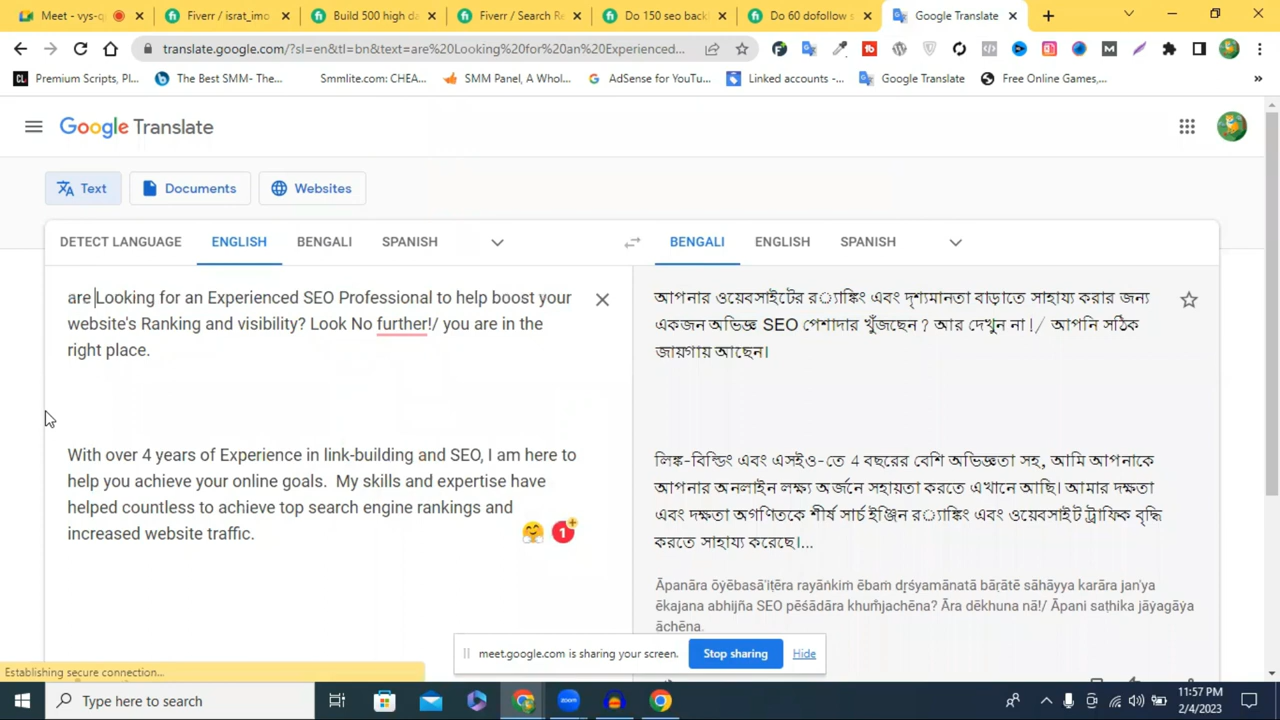 Meet - vys-q
Fiverr / israt_imo
Build 500 high da
Fiverr / Search Re
Do 150 seo back
Do 60 dofollow s
Google Translate
translate.google.com/?sl=en&tl=bn&text=are%20Looking%20for%20an%20Experienced...
Premium Scripts, Pl...
The Best SMM- The...
Smmlite.com: CHEA...
SMM Panel, A Whol...
AdSense for YouTu...
Linked accounts -...
Google Translate
Free Online Games,...
Google Translate
Text
Documents
Websites
DETECT LANGUAGE
ENGLISH
BENGALI
SPANISH
BENGALI
ENGLISH
SPANISH
are Looking for an Experienced SEO Professional to help boost your
website's Ranking and visibility? Look No further!/ you are in the
right place.
With over 4 years of Experience in link-building and SEO, I am here to
help you achieve your online goals.  My skills and expertise have
helped countless to achieve top search engine rankings and
increased website traffic.
1
আপনার ওয়েবসাইটের র‌্যাঙ্কিং এবং দৃশ্যমানতা বাড়াতে সাহায্য করার জন্য
একজন অভিজ্ঞ SEO পেশাদার খুঁজছেন? আর দেখুন না!/ আপনি সঠিক
জায়গায় আছেন।
লিঙ্ক-বিল্ডিং এবং এসইও-তে 4 বছরের বেশি অভিজ্ঞতা সহ, আমি আপনাকে
আপনার অনলাইন লক্ষ্য অর্জনে সহায়তা করতে এখানে আছি। আমার দক্ষতা
এবং দক্ষতা অগণিতকে শীর্ষ সার্চ ইঞ্জিন র‌্যাঙ্কিং এবং ওয়েবসাইট ট্রাফিক বৃদ্ধি
করতে সাহায্য করেছে।...
Āpanāra ōẏēbasā'iṭēra rayāṅkiṁ ēbaṁ dr̥śyamānatā bāṛātē sāhāyya karāra jan'ya
ēkajana abhijña SEO pēśādāra khum̐jachēna? Āra dēkhuna nā!/ Āpani saṭhika jāẏagāẏa
āchēna.
meet.google.com is sharing your screen.
Stop sharing
Hide
Establishing secure connection...
Type here to search
11:57 PM
2/4/2023